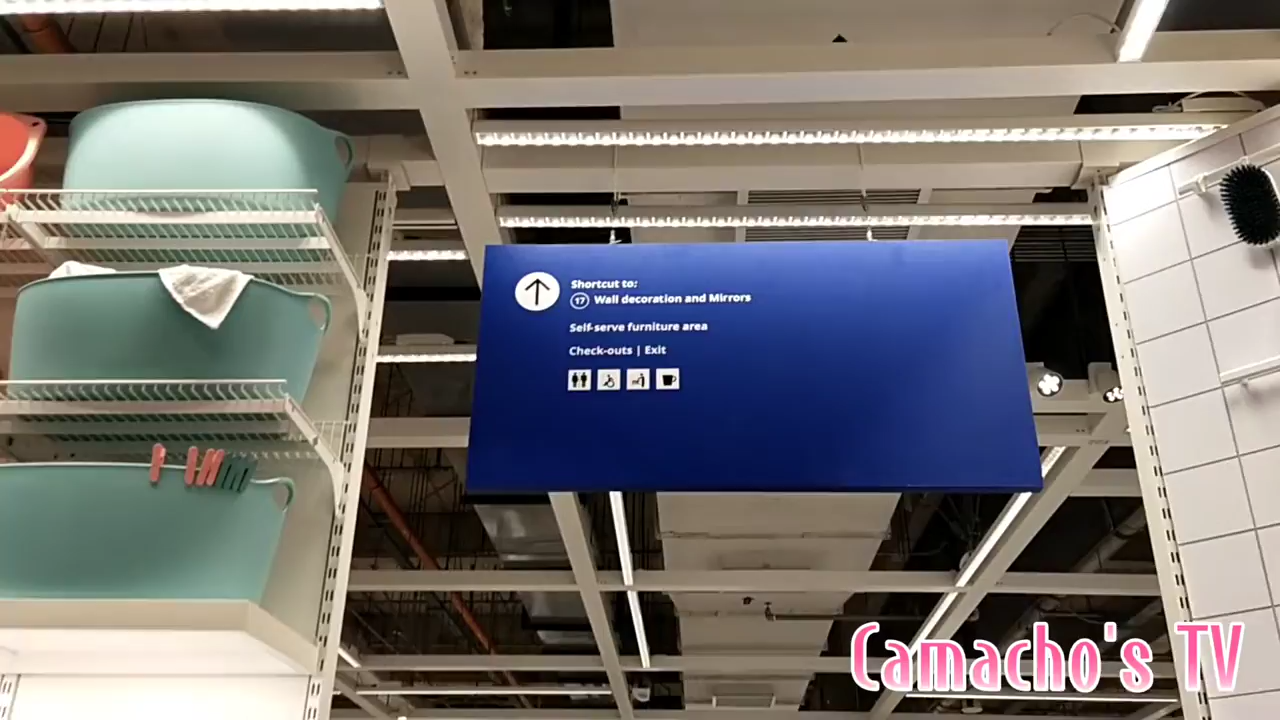 Shortcut to:
17 Wall decoration and Mirrors
Self-serve furniture area
Check-outs | Exit
Camacho's TV